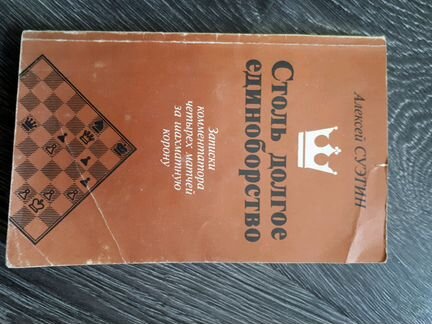 Алексей СУЭТИН
Столь долгое
единоборство
Записки
комментатора
четырех матчей
за шахматную
корону